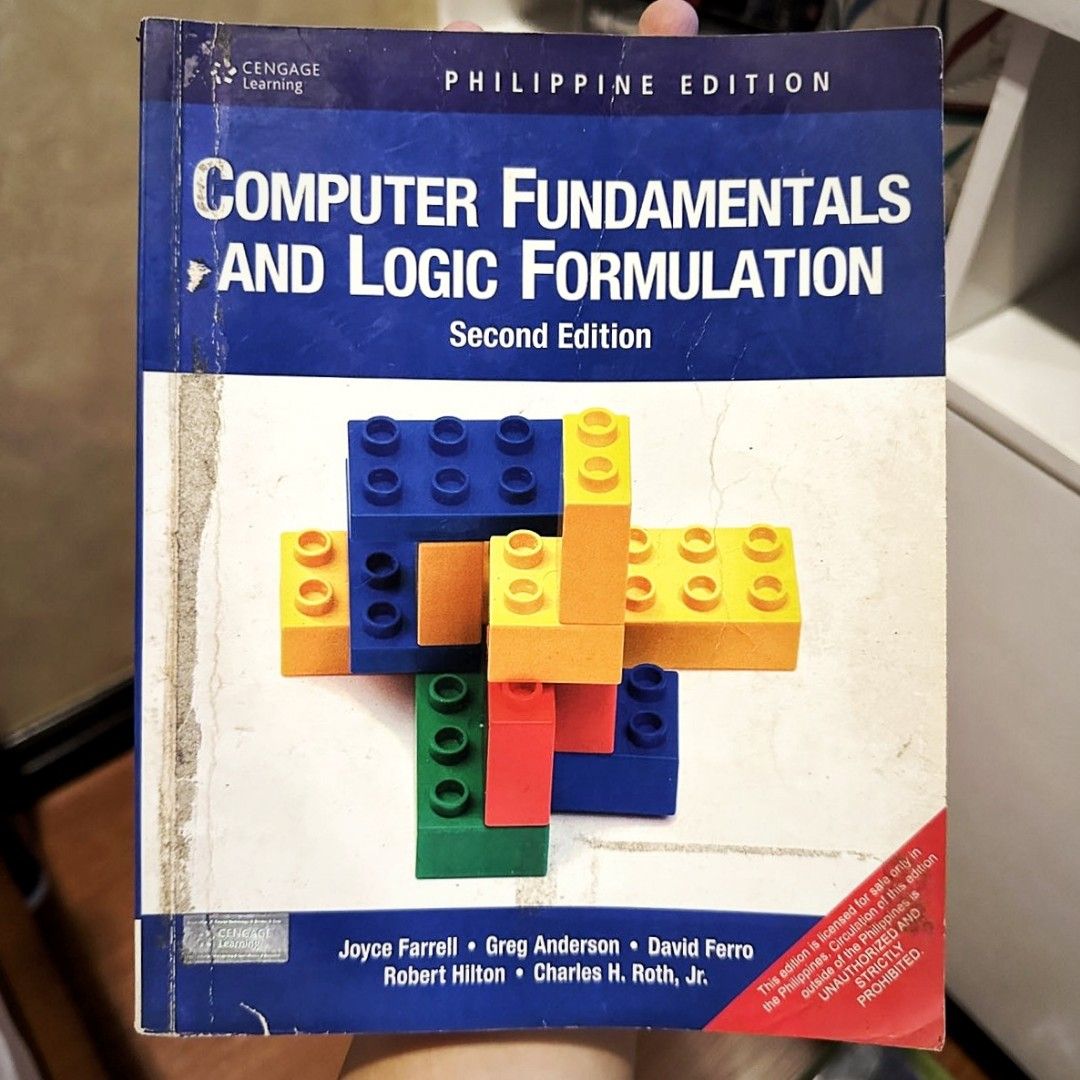 CENGAGE
Learning
PHILIPPINE EDITION
COMPUTER FUNDAMENTALS
AND LOGIC FORMULATION
Second Edition
CENGAGE
Learning
Joyce Farrell • Greg Anderson • David Ferro
Robert Hilton • Charles H. Roth, Jr.
This edition is licensed for sale only in
the Philippines. Circulation of this edition
outside of the Philippines is
UNAUTHORIZED AND
STRICTLY
PROHIBITED.